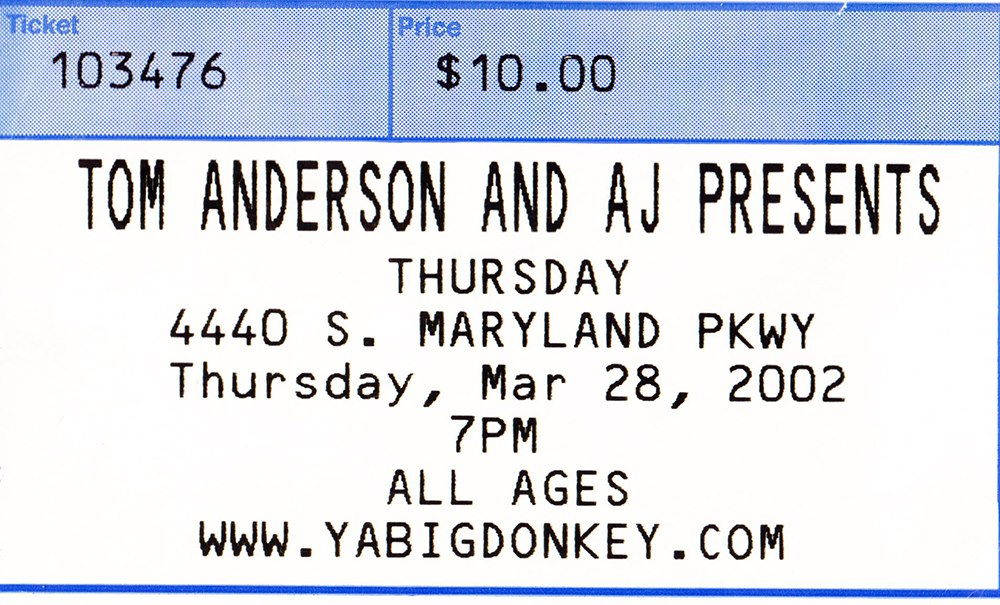 Ticket
103476
Price
$10.00
TOM ANDERSON AND AJ PRESENTS
THURSDAY
4440 S. MARYLAND PKWY
Thursday, Mar 28, 2002
7PM
ALL AGES
WWW.YABIGDONKEY.COM